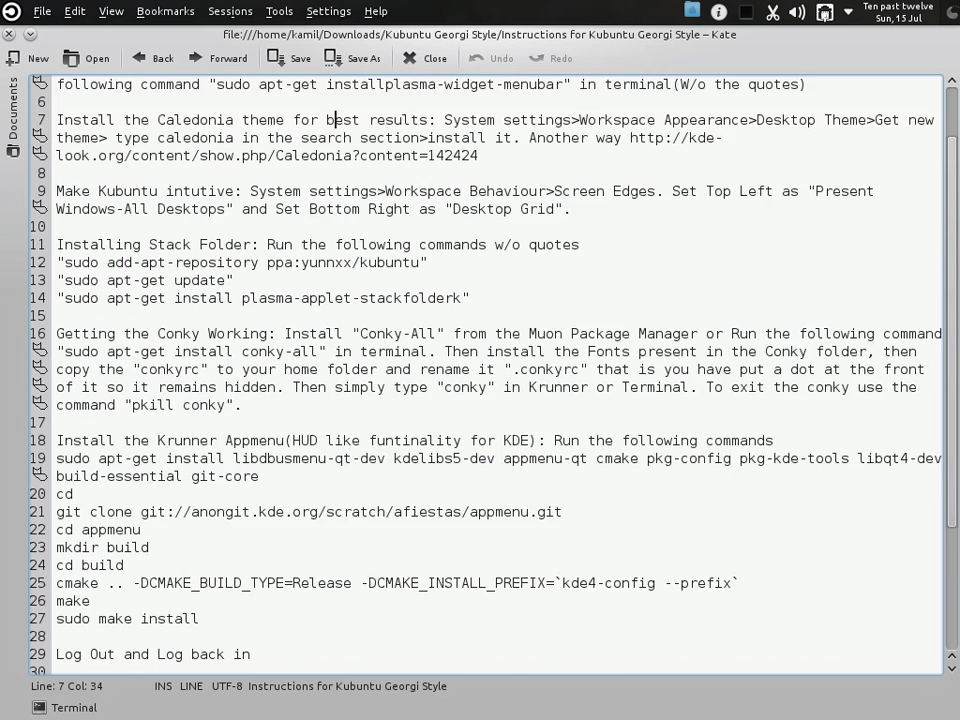 File Edit View Bookmarks Sessions Tools Settings Help
Ten past twelve
Sun, 15 Jul
file:///home/kamil/Downloads/Kubuntu Georgi Style/Instructions for Kubuntu Georgi Style – Kate
New Open Back Forward Save Save As Close Undo Redo
Documents
following command "sudo apt-get installplasma-widget-menubar" in terminal(W/o the quotes)
6
7 Install the Caledonia theme for best results: System settings>Workspace Appearance>Desktop Theme>Get new
theme> type caledonia in the search section>install it. Another way http://kde-
look.org/content/show.php/Caledonia?content=142424
8
9 Make Kubuntu intutive: System settings>Workspace Behaviour>Screen Edges. Set Top Left as "Present
Windows-All Desktops" and Set Bottom Right as "Desktop Grid".
10
11 Installing Stack Folder: Run the following commands w/o quotes
12 "sudo add-apt-repository ppa:yunnxx/kubuntu"
13 "sudo apt-get update"
14 "sudo apt-get install plasma-applet-stackfolderk"
15
16 Getting the Conky Working: Install "Conky-All" from the Muon Package Manager or Run the following command
"sudo apt-get install conky-all" in terminal. Then install the Fonts present in the Conky folder, then
copy the "conkyrc" to your home folder and rename it ".conkyrc" that is you have put a dot at the front
of it so it remains hidden. Then simply type "conky" in Krunner or Terminal. To exit the conky use the
command "pkill conky".
17
18 Install the Krunner Appmenu(HUD like funtinality for KDE): Run the following commands
19 sudo apt-get install libdbusmenu-qt-dev kdelibs5-dev appmenu-qt cmake pkg-config pkg-kde-tools libqt4-dev
build-essential git-core
20 cd
21 git clone git://anongit.kde.org/scratch/afiestas/appmenu.git
22 cd appmenu
23 mkdir build
24 cd build
25 cmake .. -DCMAKE_BUILD_TYPE=Release -DCMAKE_INSTALL_PREFIX=`kde4-config --prefix`
26 make
27 sudo make install
28
29 Log Out and Log back in
30
Line: 7 Col: 34 INS LINE UTF-8 Instructions for Kubuntu Georgi Style
Terminal